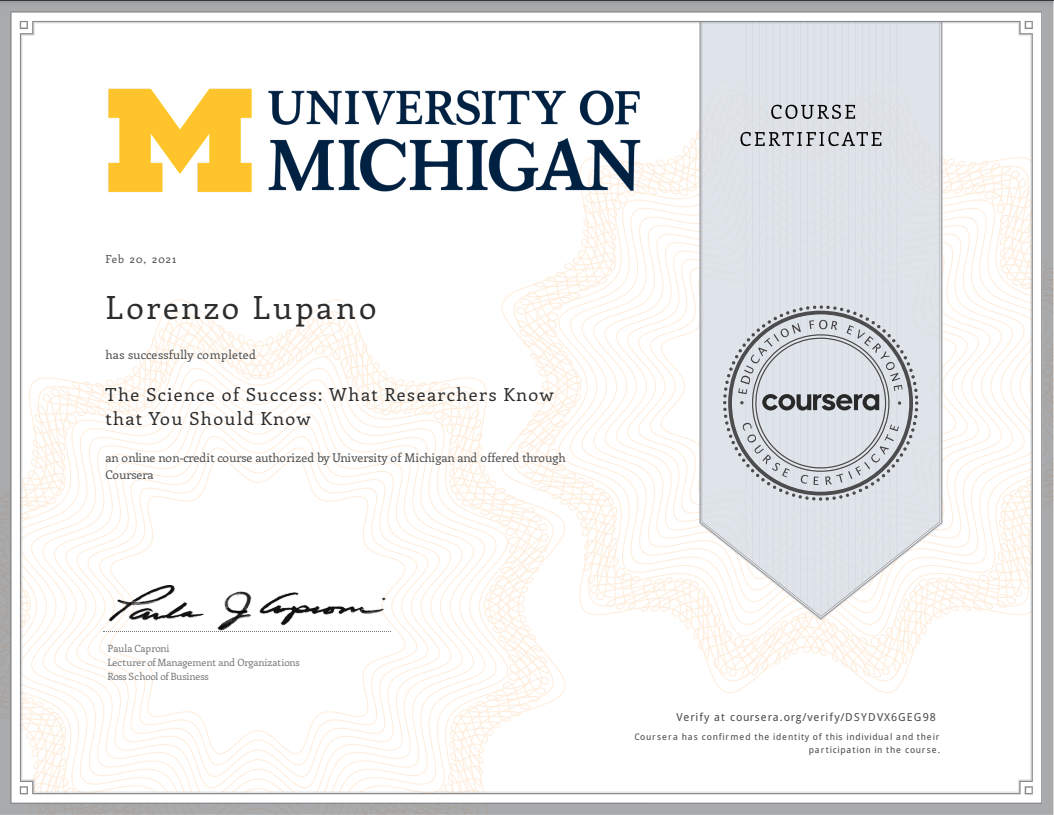 UNIVERSITY OF
MICHIGAN
COURSE
CERTIFICATE
Feb 20, 2021
Lorenzo Lupano
has successfully completed
The Science of Success: What Researchers Know
that You Should Know
an online non-credit course authorized by University of Michigan and offered through
Coursera
EDUCATION FOR EVERYONE
coursera
COURSE CERTIFICATE
Paula J Caproni
Paula Caproni
Lecturer of Management and Organizations
Ross School of Business
Verify at coursera.org/verify/DSYDVX6GEG98
Coursera has confirmed the identity of this individual and their
participation in the course.